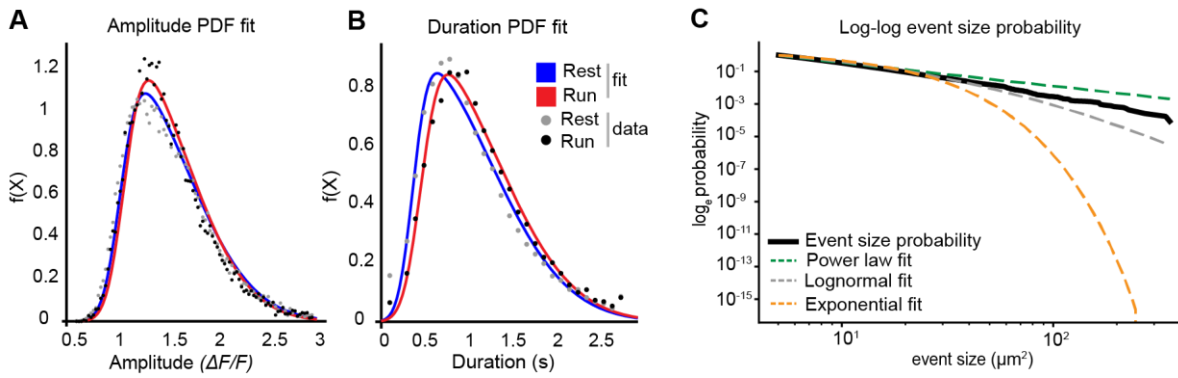 A
Amplitude PDF fit
f(X)
1.2
1
0.8
0.6
0.4
0.2
0
0.5
1
1.5
2
2.5
3
Amplitude (ΔF/F)
B
Duration PDF fit
f(X)
0.8
0.6
0.4
0.2
0
0
0.5
1
1.5
2
2.5
Duration (s)
Rest
Run
fit
Rest
Run
data
C
Log-log event size probability
logₑ probability
10⁻¹
10⁻³
10⁻⁵
10⁻⁷
10⁻⁹
10⁻¹¹
10⁻¹³
10⁻¹⁵
Event size probability
Power law fit
Lognormal fit
Exponential fit
10¹
10²
event size (μm²)